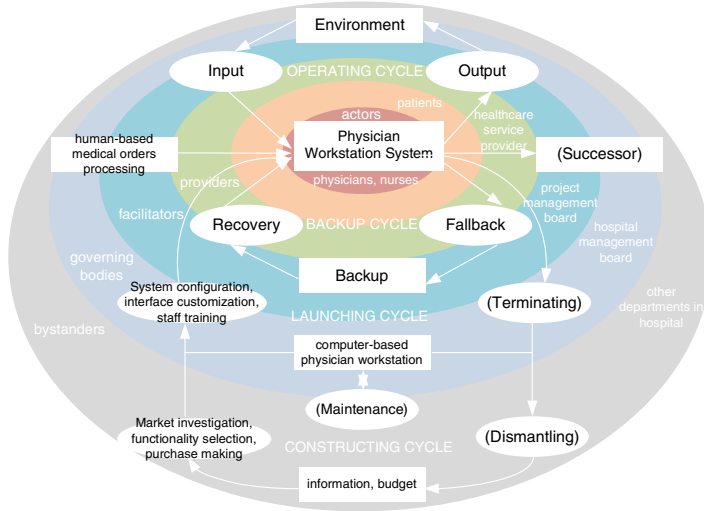 Environment
Input
OPERATING CYCLE
Output
patients
actors
healthcare
service
provider
human-based
medical orders
processing
Physician
Workstation System
(Successor)
providers
physicians, nurses
project
management
board
facilitators
Recovery
BACKUP CYCLE
Fallback
hospital
management
board
governing
bodies
Backup
System configuration,
interface customization,
staff training
(Terminating)
other
departments in
hospital
bystanders
LAUNCHING CYCLE
computer-based
physician workstation
(Maintenance)
Market investigation,
functionality selection,
purchase making
(Dismantling)
CONSTRUCTING CYCLE
information, budget